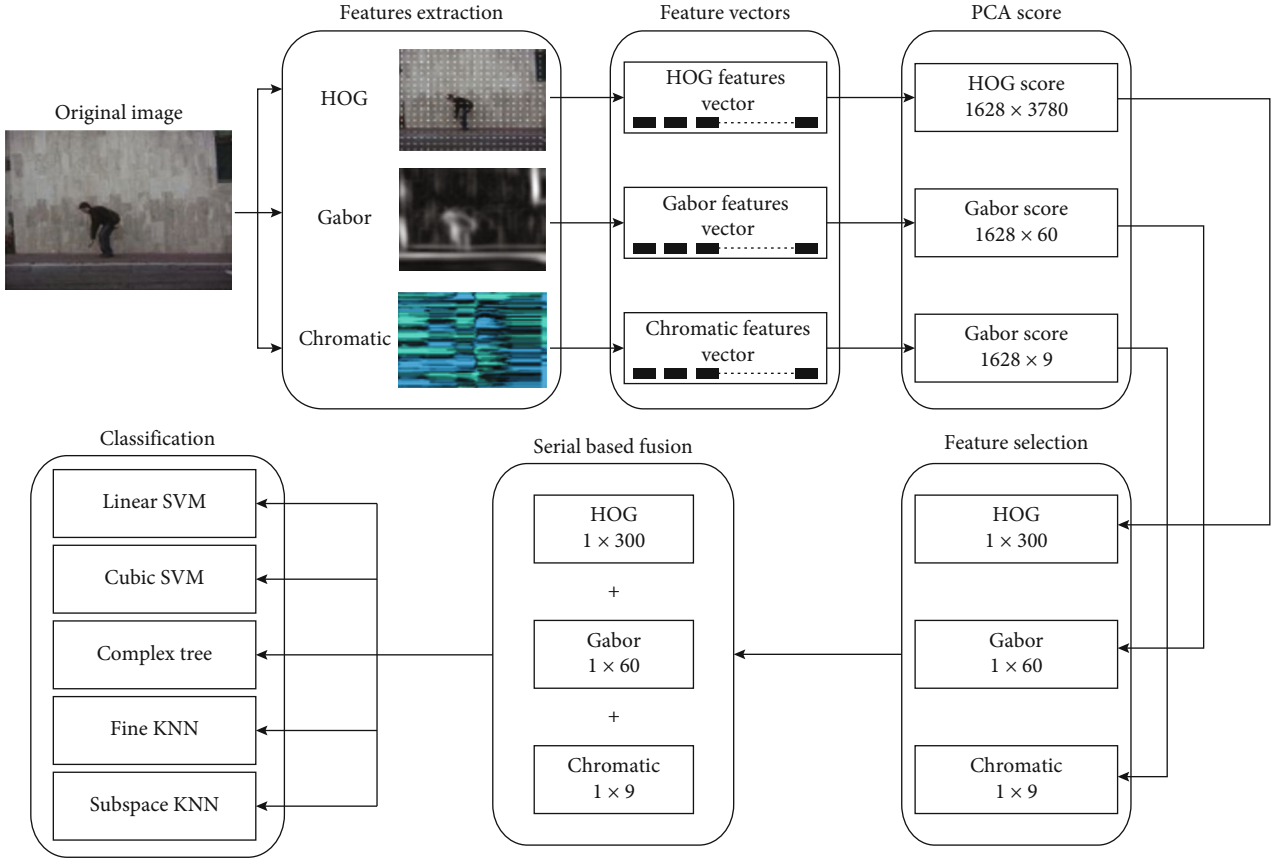 Features extraction
Feature vectors
PCA score
Original image
HOG
HOG features
vector
HOG score
1628 × 3780
Gabor
Gabor features
vector
Gabor score
1628 × 60
Chromatic
Chromatic features
vector
Gabor score
1628 × 9
Classification
Serial based fusion
Feature selection
Linear SVM
Cubic SVM
Complex tree
Fine KNN
Subspace KNN
HOG
1 × 300
+
Gabor
1 × 60
+
Chromatic
1 × 9
HOG
1 × 300
Gabor
1 × 60
Chromatic
1 × 9